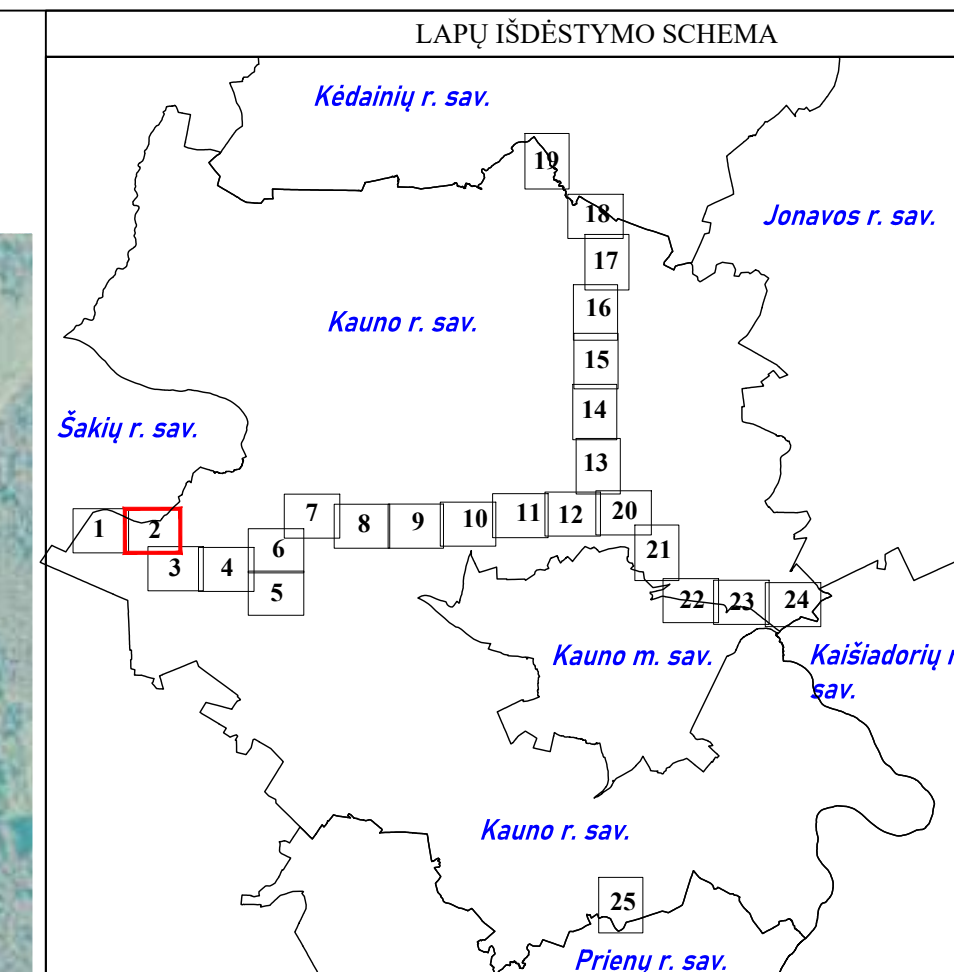 LAPŲ IŠDĖSTYMO SCHEMA
Kėdainių r. sav.
19
18
Jonavos r. sav.
17
16
Kauno r. sav.
15
14
Šakių r. sav.
13
7
8
9
10
11
12
20
1
2
6
21
3
4
5
22
23
24
Kauno m. sav.
Kaišiadorių r
sav.
Kauno r. sav.
25
Prienų r. sav.